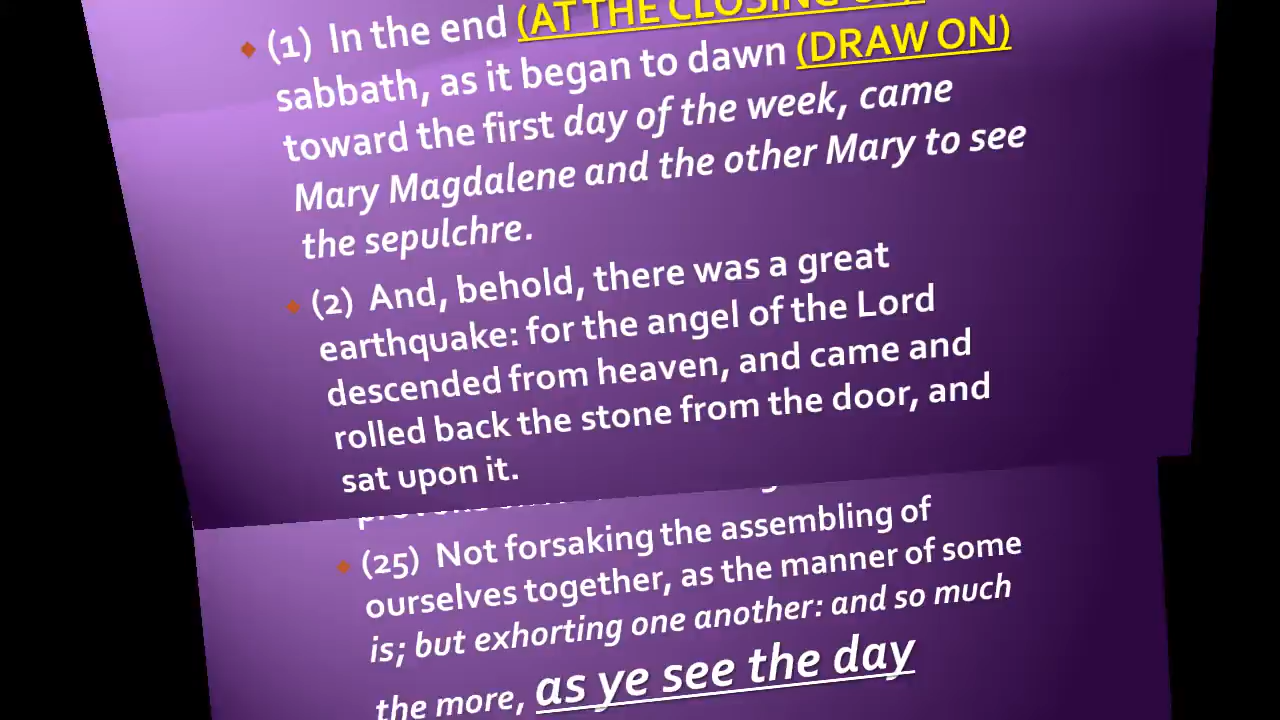 (1) In the end (AT THE CLOSING
sabbath, as it began to dawn (DRAW ON)
toward the first day of the week, came
Mary Magdalene and the other Mary to see
the sepulchre.
(2) And, behold, there was a great
earthquake: for the angel of the Lord
descended from heaven, and came and
rolled back the stone from the door, and
sat upon it.
(25) Not forsaking the assembling of
ourselves together, as the manner of some
is; but exhorting one another: and so much
the more, as ye see the day